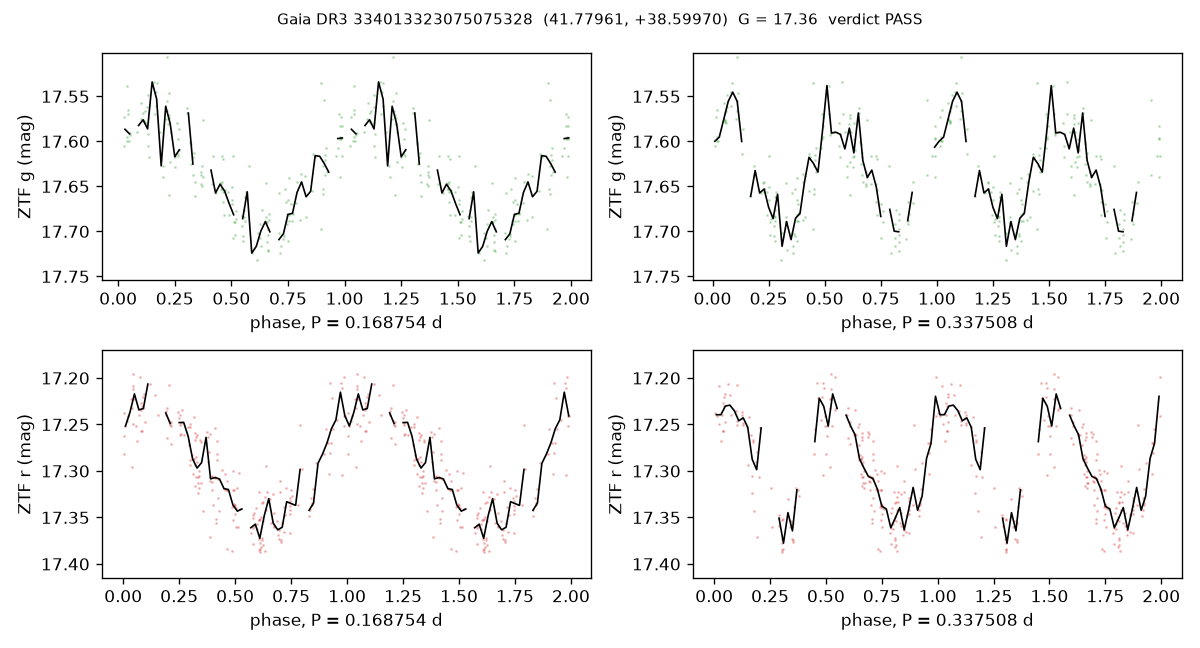 Gaia DR3 334013323075075328  (41.77961, +38.59970)  G = 17.36  verdict PASS
ZTF g (mag)
17.55
17.60
17.65
17.70
17.75
0.00 0.25 0.50 0.75 1.00 1.25 1.50 1.75 2.00
phase, P = 0.168754 d
ZTF g (mag)
17.55
17.60
17.65
17.70
17.75
0.00 0.25 0.50 0.75 1.00 1.25 1.50 1.75 2.00
phase, P = 0.337508 d
ZTF r (mag)
17.20
17.25
17.30
17.35
17.40
0.00 0.25 0.50 0.75 1.00 1.25 1.50 1.75 2.00
phase, P = 0.168754 d
ZTF r (mag)
17.20
17.25
17.30
17.35
17.40
0.00 0.25 0.50 0.75 1.00 1.25 1.50 1.75 2.00
phase, P = 0.337508 d